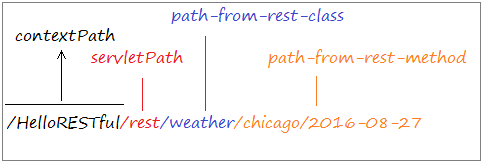 path-from-rest-class
contextPath
servletPath
path-from-rest-method
/HelloRESTful/rest/weather/chicago/2016-08-27